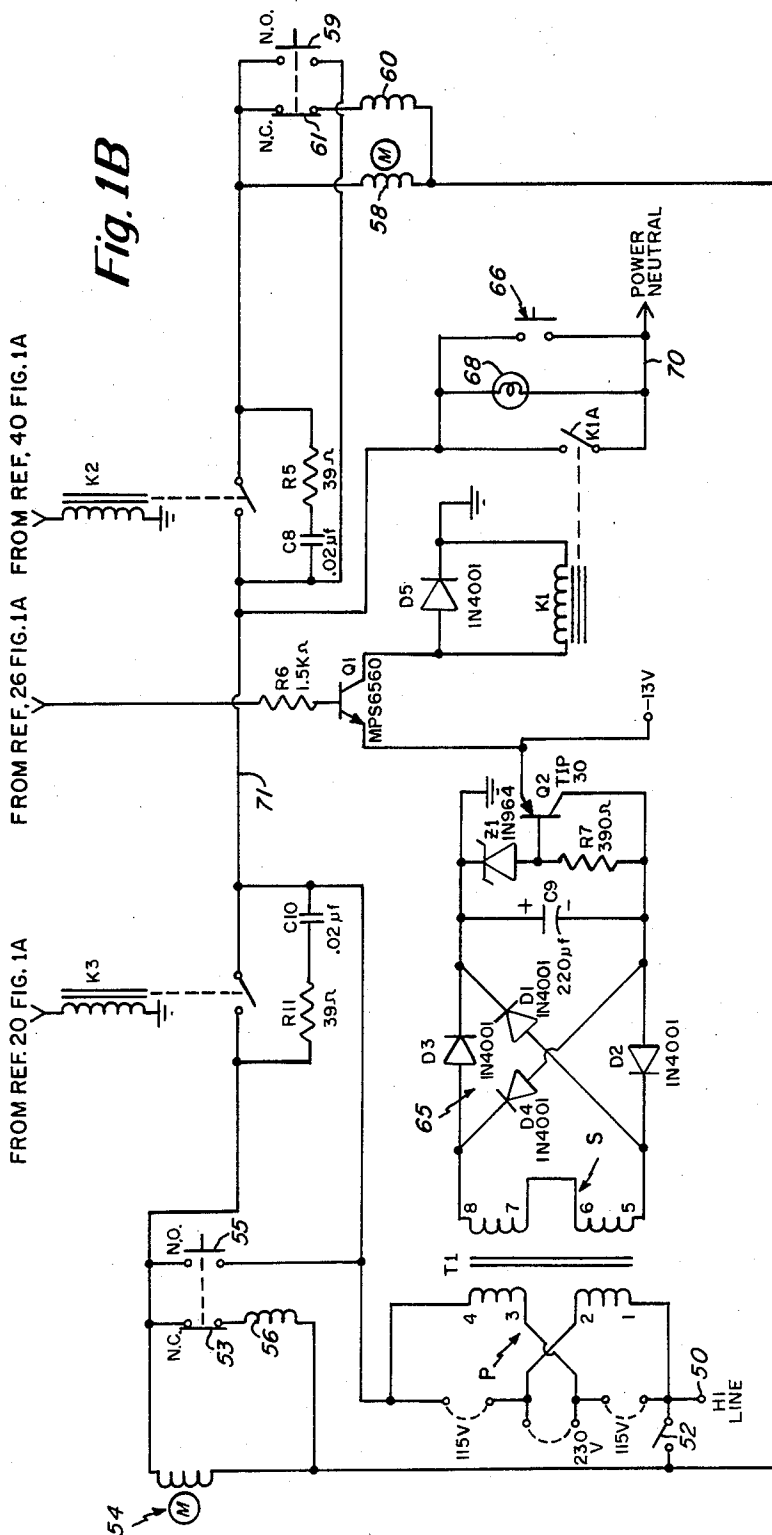 Fig. 1B
FROM REF. 20 FIG. 1A
FROM REF, 26 FIG. 1A
FROM REF, 40 FIG. 1A
K3
K2
N.O.
59
N.C.
61
60
M
58
R5
39Ω
C8
.02µf
71
C10
.02µf
R11
39Ω
N.O.
55
N.C.
53
56
54
M
R6
1.5KΩ
Q1
MPS6560
D5
1N4001
K1
K1A
68
66
70
POWER
NEUTRAL
-13V
Q2
TIP
30
Z1
1N964
R7
390Ω
C9
+
-
220µf
D3
1N4001
D1
1N4001
D4
1N4001
D2
1N4001
65
S
8
7
6
5
T1
4
3
2
1
P
115V
230
V
115V
50
HI
LINE
52